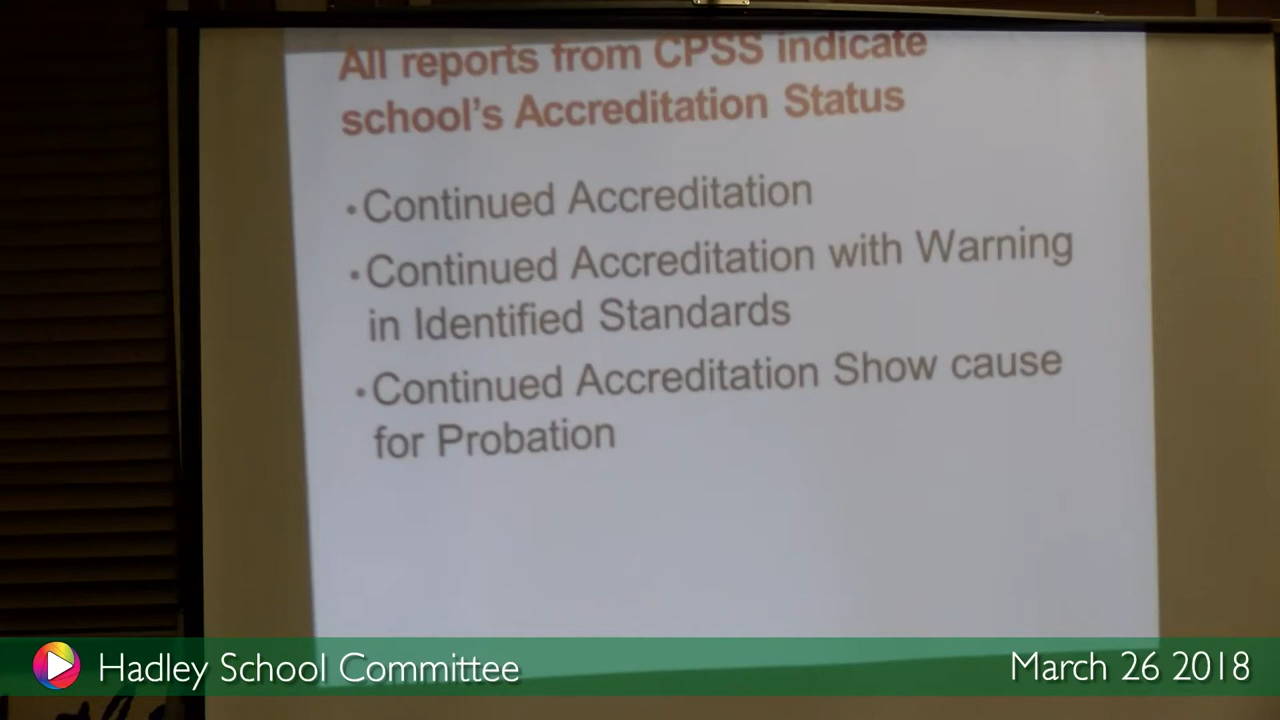 All reports from CPSS indicate
school's Accreditation Status
•Continued Accreditation
•Continued Accreditation with Warning
in Identified Standards
•Continued Accreditation Show cause
for Probation
Hadley School Committee
March 26 2018